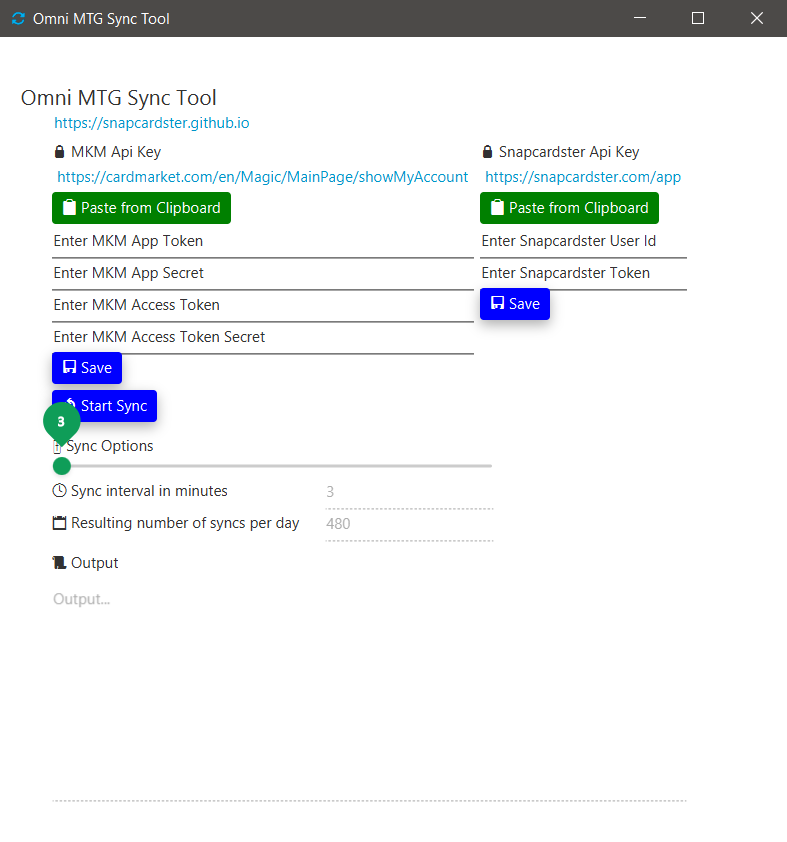 Omni MTG Sync Tool
Omni MTG Sync Tool
https://snapcardster.github.io
MKM Api Key
https://cardmarket.com/en/Magic/MainPage/showMyAccount
Paste from Clipboard
Enter MKM App Token
Enter MKM App Secret
Enter MKM Access Token
Enter MKM Access Token Secret
Save
Snapcardster Api Key
https://snapcardster.com/app
Paste from Clipboard
Enter Snapcardster User Id
Enter Snapcardster Token
Save
Start Sync
3
Sync Options
Sync interval in minutes 3
Resulting number of syncs per day 480
Output
Output...